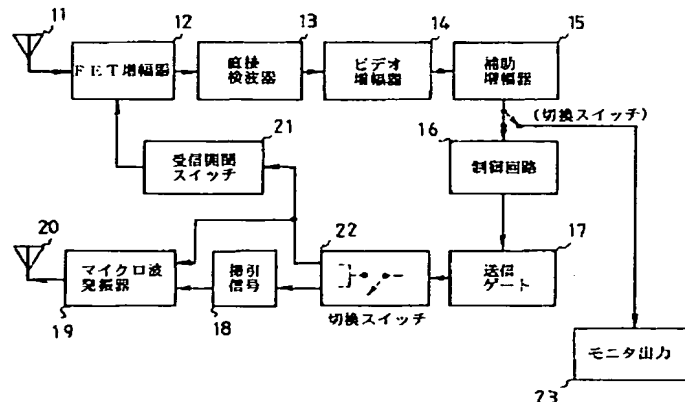 11
12
13
14
15
FET増幅器
直接
検波器
ビデオ
増幅器
補助
増幅器
(切換スイッチ)
21
16
受信開閉
スイッチ
制御回路
20
22
17
マイクロ波
発振器
掃引
信号
送信
ゲート
19
18
切換スイッチ
モニタ出力
23